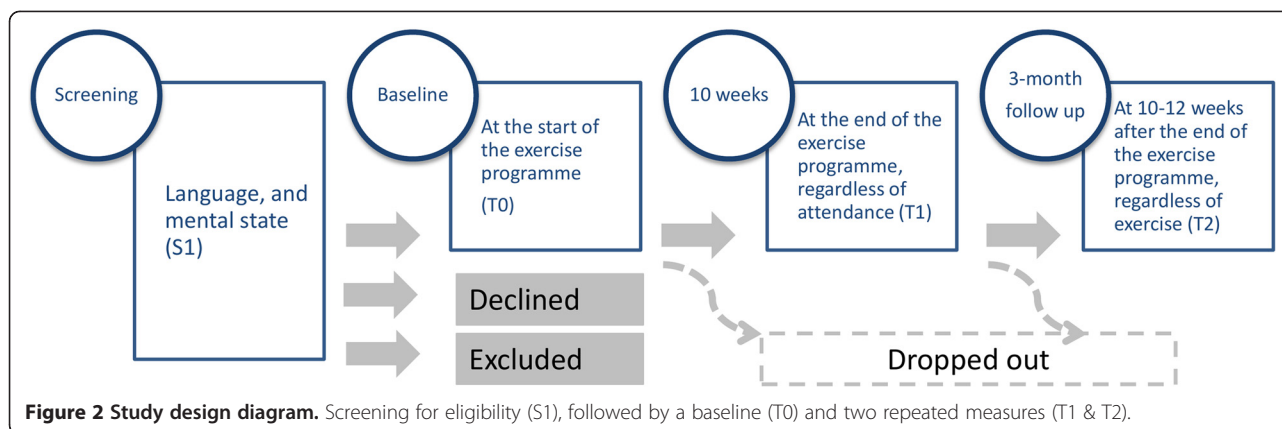 Screening
Language, and
mental state
(S1)
Baseline
At the start of
the exercise
programme
(T0)
Declined
Excluded
10 weeks
At the end of the
exercise
programme,
regardless of
attendance (T1)
3-month
follow up
At 10-12 weeks
after the end of
the exercise
programme,
regardless of
exercise (T2)
Dropped out
Figure 2 Study design diagram. Screening for eligibility (S1), followed by a baseline (T0) and two repeated measures (T1 & T2).